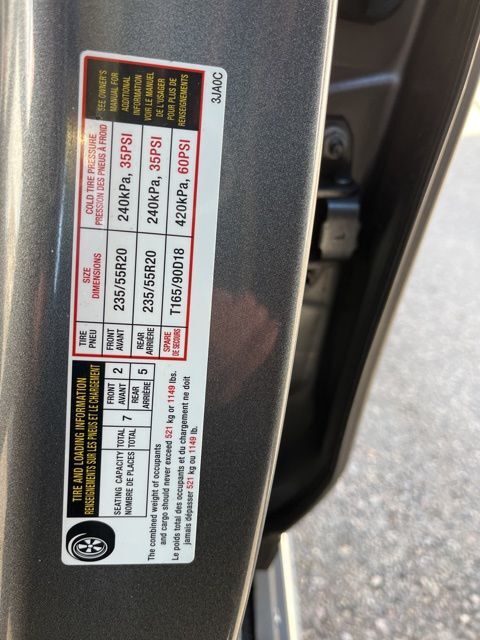 TIRE AND LOADING INFORMATION
RENSEIGNEMENTS SUR LES PNEUS ET LE CHARGEMENT
SEATING CAPACITY TOTAL 7 FRONT AVANT 2 REAR ARRIÈRE 5
NOMBRE DE PLACES TOTAL
The combined weight of occupants
and cargo should never exceed 521 kg or 1149 lbs.
Le poids total des occupants et du chargement ne doit
jamais dépasser 521 kg ou 1149 lb.
TIRE PNEU SIZE DIMENSIONS COLD TIRE PRESSURE PRESSION DES PNEUS À FROID
FRONT AVANT 235/55R20 240kPa, 35PSI
REAR ARRIÈRE 235/55R20 240kPa, 35PSI
SPARE DE SECOURS T165/90D18 420kPa, 60PSI
SEE OWNER'S
MANUAL FOR
ADDITIONAL
INFORMATION
VOIR LE MANUEL
DE L'USAGER
POUR PLUS DE
RENSEIGNEMENTS
3JA0C